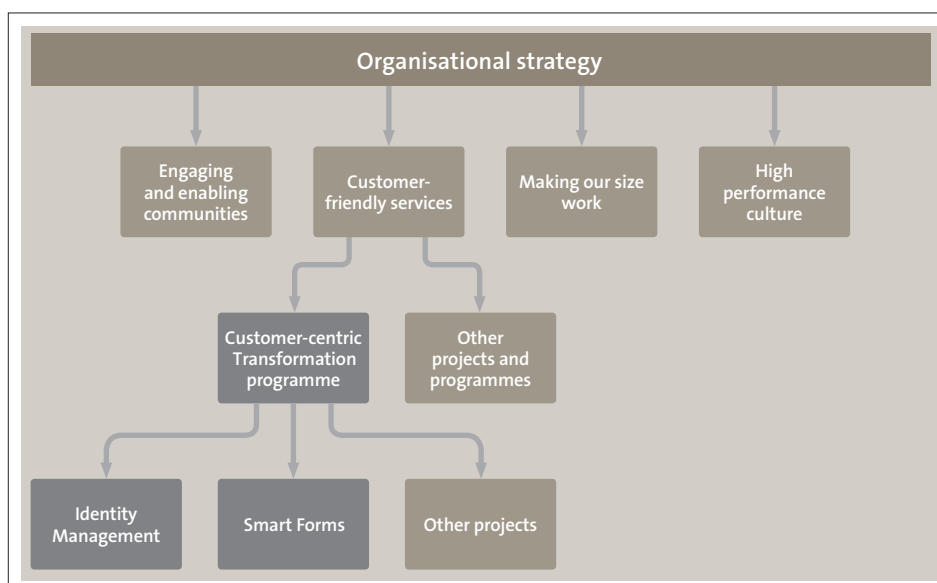 Organisational strategy
Engaging
and enabling
communities
Customer-
friendly services
Making our size
work
High
performance
culture
Customer-centric
Transformation
programme
Other
projects and
programmes
Identity
Management
Smart Forms
Other projects